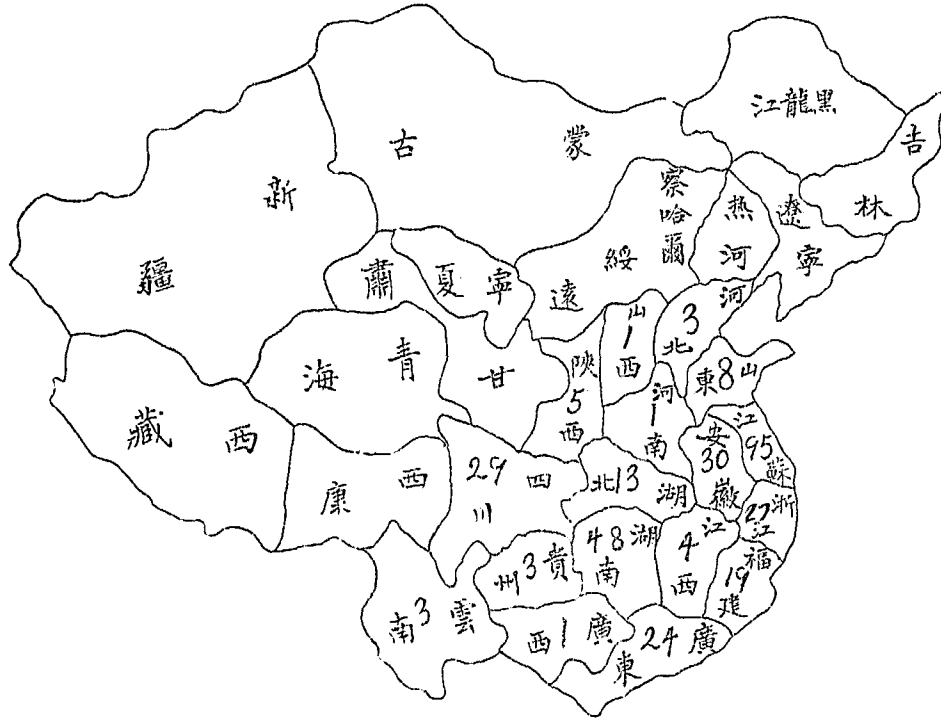 黑龍江
吉林
遼寧
热河
察哈爾
綏遠
蒙古
新疆
甘肅
寧夏
青海
西藏
西康
河北 3
山西 1
陝西 5
山東 8
河南 1
江蘇 95
安徽 30
浙江 27
湖北 13
四川 29
湖南 48
江西 4
福建 19
貴州 3
雲南 3
廣西 1
廣東 24